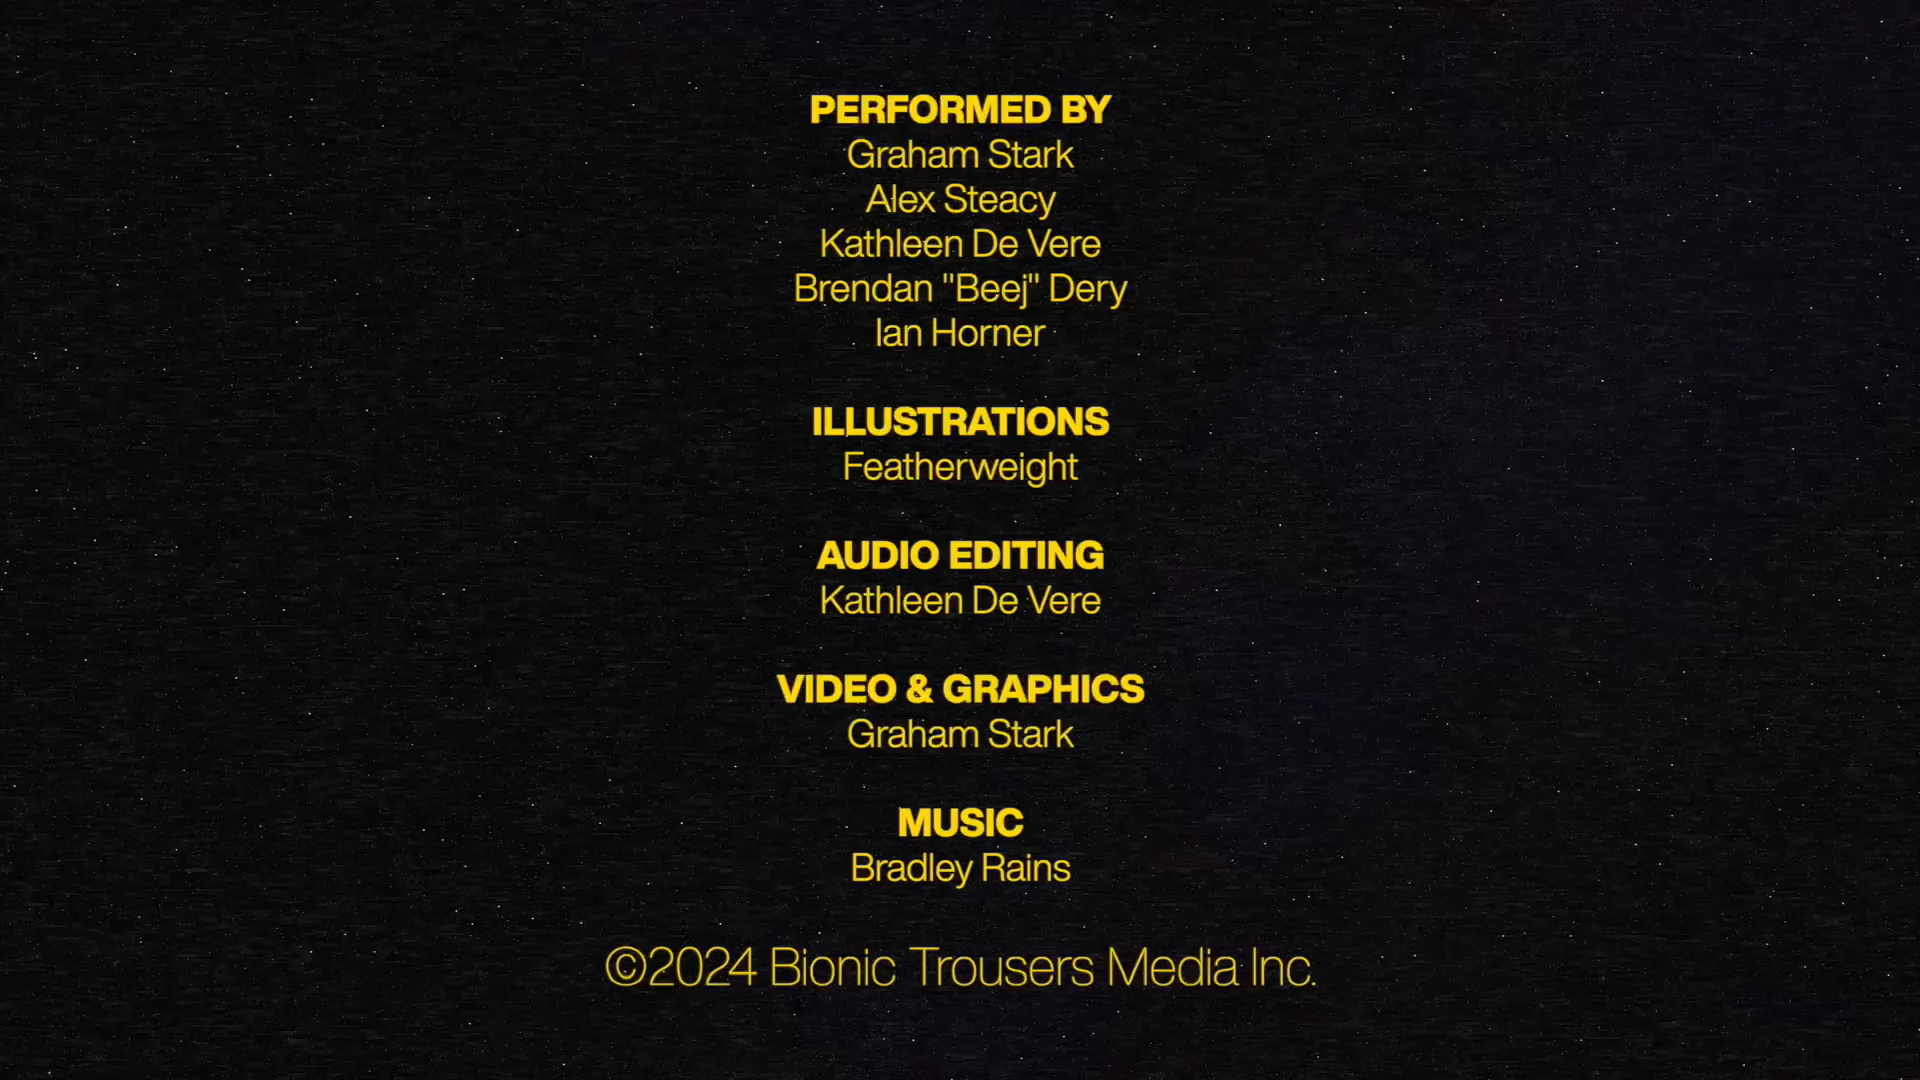 PERFORMED BY
Graham Stark
Alex Steacy
Kathleen De Vere
Brendan "Beej" Dery
Ian Horner
ILLUSTRATIONS
Featherweight
AUDIO EDITING
Kathleen De Vere
VIDEO & GRAPHICS
Graham Stark
MUSIC
Bradley Rains
©2024 Bionic Trousers Media Inc.